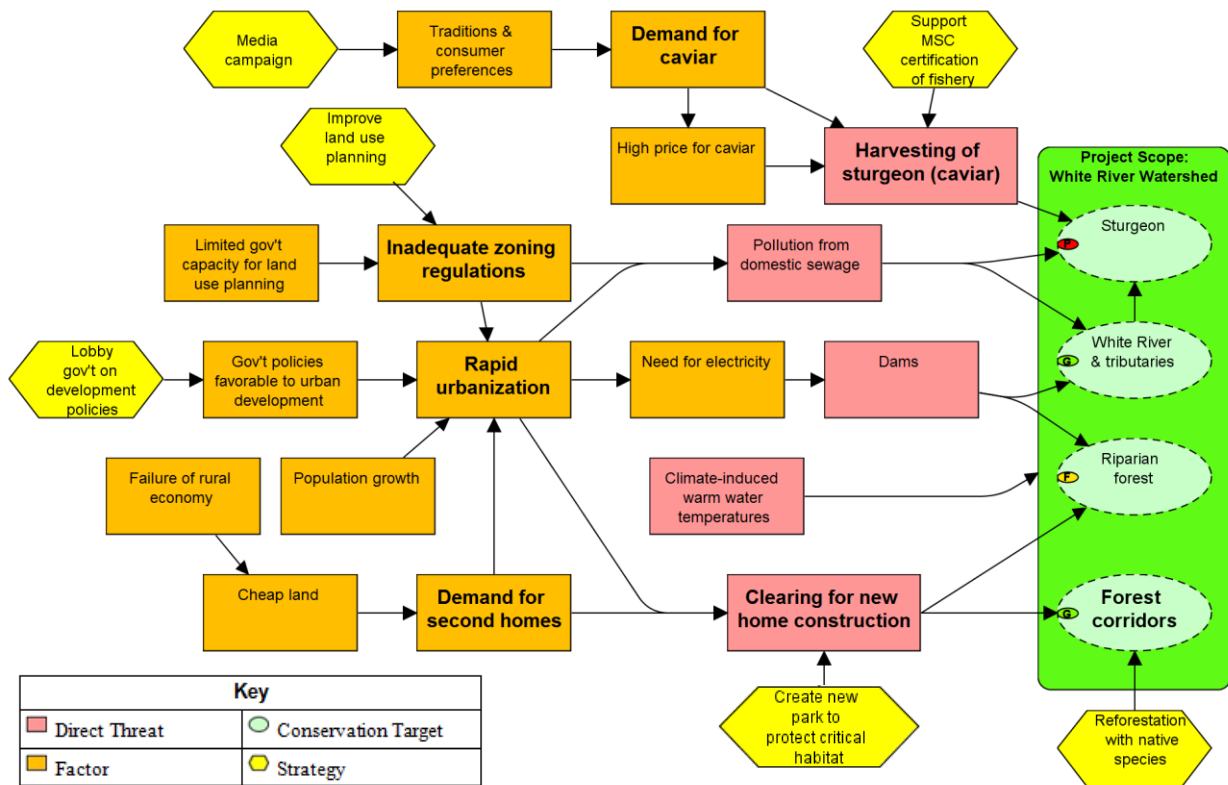 Media
campaign
Traditions &
consumer
preferences
Demand for
caviar
Support
MSC
certification
of fishery
Improve
land use
planning
High price for caviar
Harvesting of
sturgeon (caviar)
Project Scope:
White River Watershed
Limited gov't
capacity for land
use planning
Inadequate zoning
regulations
Pollution from
domestic sewage
Sturgeon
P
Lobby
gov't on
development
policies
Gov't policies
favorable to urban
development
Rapid
urbanization
Need for electricity
Dams
White River
& tributaries
G
Failure of rural
economy
Population growth
Climate-induced
warm water
temperatures
Riparian
forest
F
Cheap land
Demand for
second homes
Clearing for new
home construction
Forest
corridors
G
Key
Direct Threat
Conservation Target
Factor
Strategy
Create new
park to
protect critical
habitat
Reforestation
with native
species